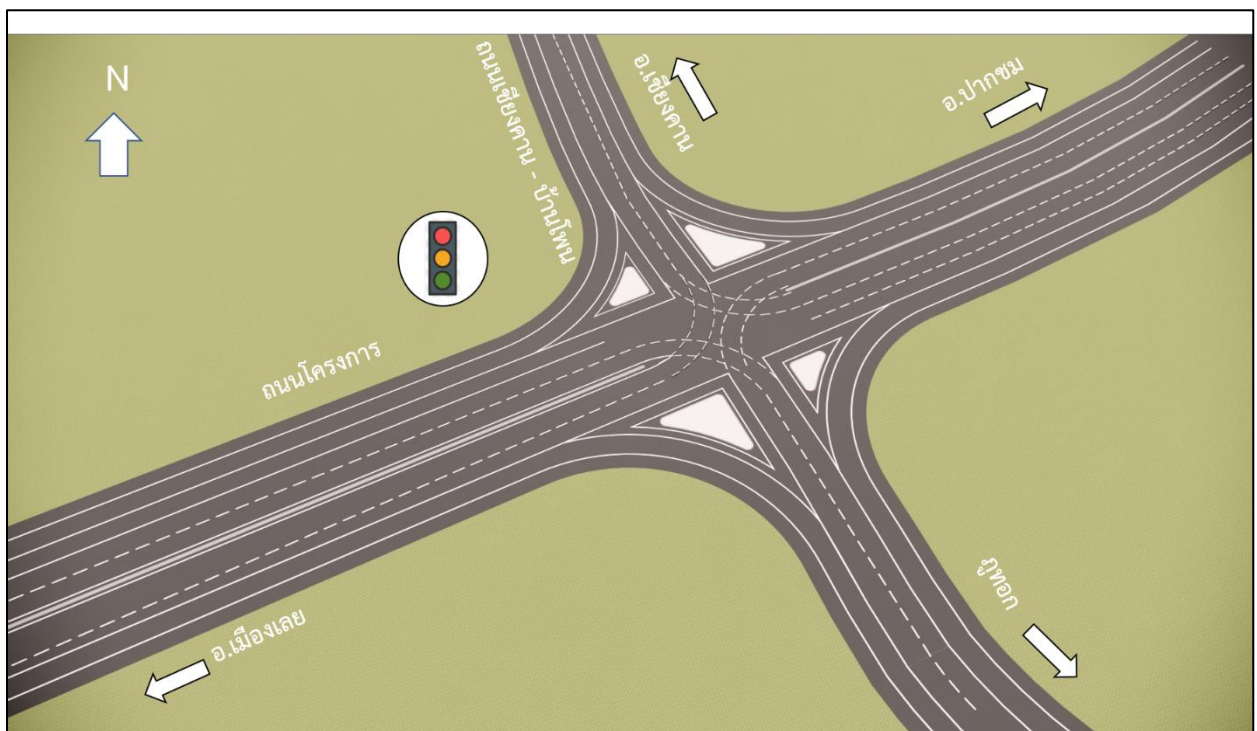 N
ถนนเชียงคาน - บ้านโพน
อ.เชียงคาน
อ.ปากชม
ถนนโครงการ
อ.เมืองเลย
ภูทอก